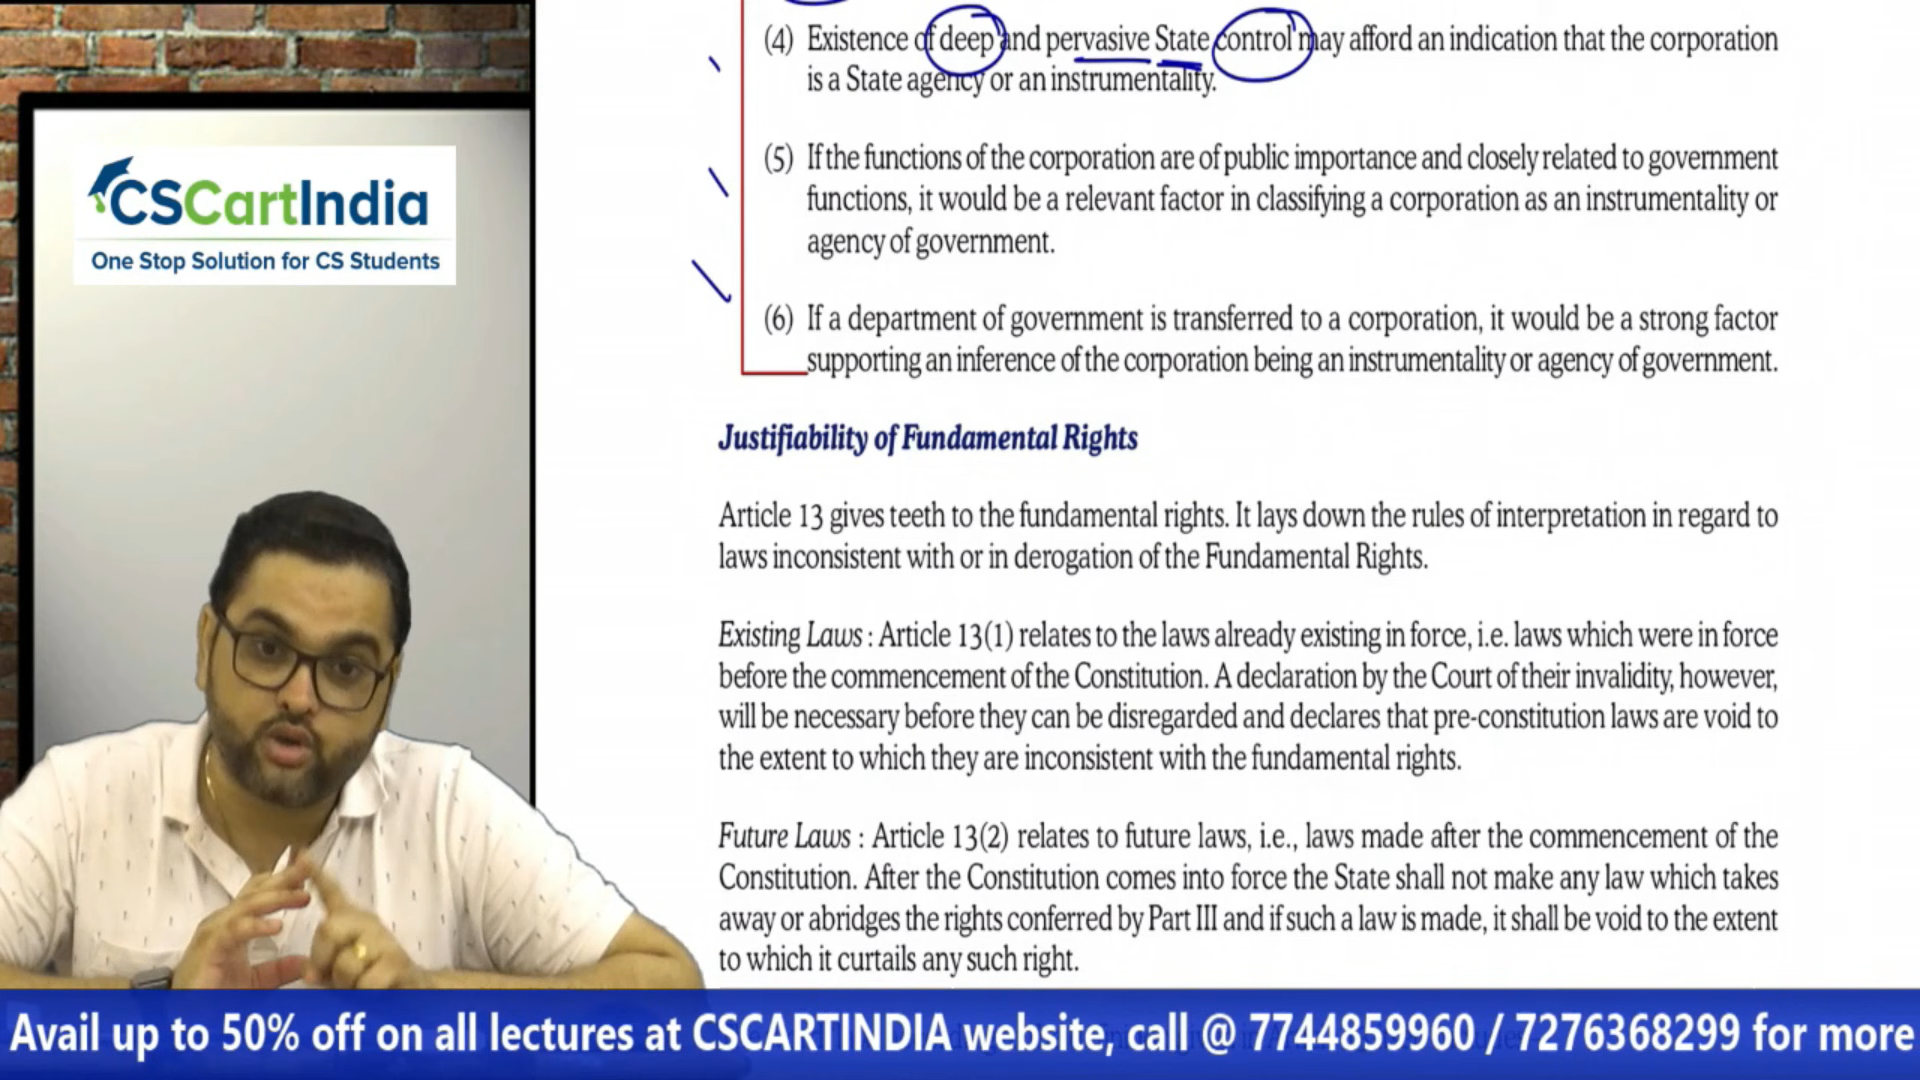 (4) Existence of deep and pervasive State control may afford an indication that the corporation
is a State agency or an instrumentality.
(5) If the functions of the corporation are of public importance and closely related to government
functions, it would be a relevant factor in classifying a corporation as an instrumentality or
agency of government.
(6) If a department of government is transferred to a corporation, it would be a strong factor
supporting an inference of the corporation being an instrumentality or agency of government.
CSCartIndia
One Stop Solution for CS Students
Justifiability of Fundamental Rights
Article 13 gives teeth to the fundamental rights. It lays down the rules of interpretation in regard to
laws inconsistent with or in derogation of the Fundamental Rights.
Existing Laws : Article 13(1) relates to the laws already existing in force, i.e. laws which were in force
before the commencement of the Constitution. A declaration by the Court of their invalidity, however,
will be necessary before they can be disregarded and declares that pre-constitution laws are void to
the extent to which they are inconsistent with the fundamental rights.
Future Laws : Article 13(2) relates to future laws, i.e., laws made after the commencement of the
Constitution. After the Constitution comes into force the State shall not make any law which takes
away or abridges the rights conferred by Part III and if such a law is made, it shall be void to the extent
to which it curtails any such right.
Avail up to 50% off on all lectures at CSCARTINDIA website, call @ 7744859960 / 7276368299 for more